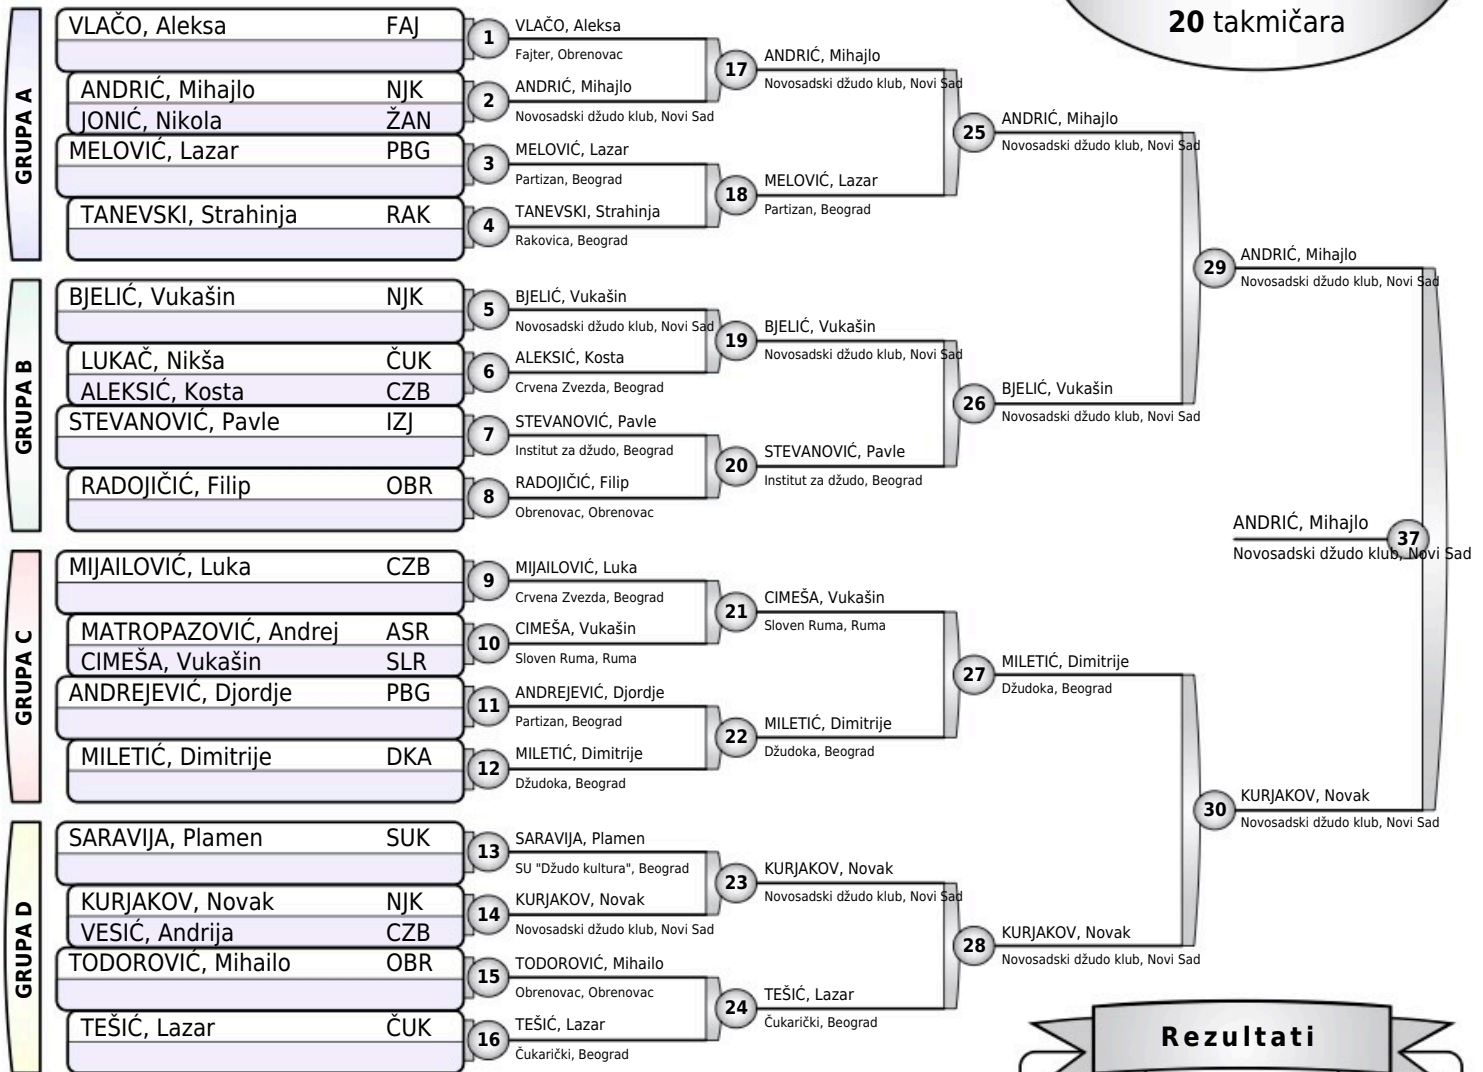 20 takmičara
GRUPA A
VLAČO, Aleksa FAJ
ANDRIĆ, Mihajlo NJK
JONIĆ, Nikola ŽAN
MELOVIĆ, Lazar PBG
TANEVSKI, Strahinja RAK
GRUPA B
BJELIĆ, Vukašin NJK
LUKAČ, Nikša ČUK
ALEKSIĆ, Kosta CZB
STEVANOVIĆ, Pavle IZJ
RADOJIČIĆ, Filip OBR
GRUPA C
MIJAILOVIĆ, Luka CZB
MATROPAZOVIĆ, Andrej ASR
CIMEŠA, Vukašin SLR
ANDREJEVIĆ, Djordje PBG
MILETIĆ, Dimitrije DKA
GRUPA D
SARAVIJA, Plamen SUK
KURJAKOV, Novak NJK
VESIĆ, Andrija CZB
TODOROVIĆ, Mihailo OBR
TEŠIĆ, Lazar ČUK
1 VLAČO, Aleksa
Fajter, Obrenovac
2 ANDRIĆ, Mihajlo
Novosadski džudo klub, Novi Sad
3 MELOVIĆ, Lazar
Partizan, Beograd
4 TANEVSKI, Strahinja
Rakovica, Beograd
5 BJELIĆ, Vukašin
Novosadski džudo klub, Novi Sad
6 ALEKSIĆ, Kosta
Crvena Zvezda, Beograd
7 STEVANOVIĆ, Pavle
Institut za džudo, Beograd
8 RADOJIČIĆ, Filip
Obrenovac, Obrenovac
9 MIJAILOVIĆ, Luka
Crvena Zvezda, Beograd
10 CIMEŠA, Vukašin
Sloven Ruma, Ruma
11 ANDREJEVIĆ, Djordje
Partizan, Beograd
12 MILETIĆ, Dimitrije
Džudoka, Beograd
13 SARAVIJA, Plamen
SU "Džudo kultura", Beograd
14 KURJAKOV, Novak
Novosadski džudo klub, Novi Sad
15 TODOROVIĆ, Mihailo
Obrenovac, Obrenovac
16 TEŠIĆ, Lazar
Čukarički, Beograd
17 ANDRIĆ, Mihajlo
Novosadski džudo klub, Novi Sad
18 MELOVIĆ, Lazar
Partizan, Beograd
19 BJELIĆ, Vukašin
Novosadski džudo klub, Novi Sad
20 STEVANOVIĆ, Pavle
Institut za džudo, Beograd
21 CIMEŠA, Vukašin
Sloven Ruma, Ruma
22 MILETIĆ, Dimitrije
Džudoka, Beograd
23 KURJAKOV, Novak
Novosadski džudo klub, Novi Sad
24 TEŠIĆ, Lazar
Čukarički, Beograd
25 ANDRIĆ, Mihajlo
Novosadski džudo klub, Novi Sad
26 BJELIĆ, Vukašin
Novosadski džudo klub, Novi Sad
27 MILETIĆ, Dimitrije
Džudoka, Beograd
28 KURJAKOV, Novak
Novosadski džudo klub, Novi Sad
29 ANDRIĆ, Mihajlo
Novosadski džudo klub, Novi Sad
30 KURJAKOV, Novak
Novosadski džudo klub, Novi Sad
ANDRIĆ, Mihajlo 37
Novosadski džudo klub, Novi Sad
Rezultati